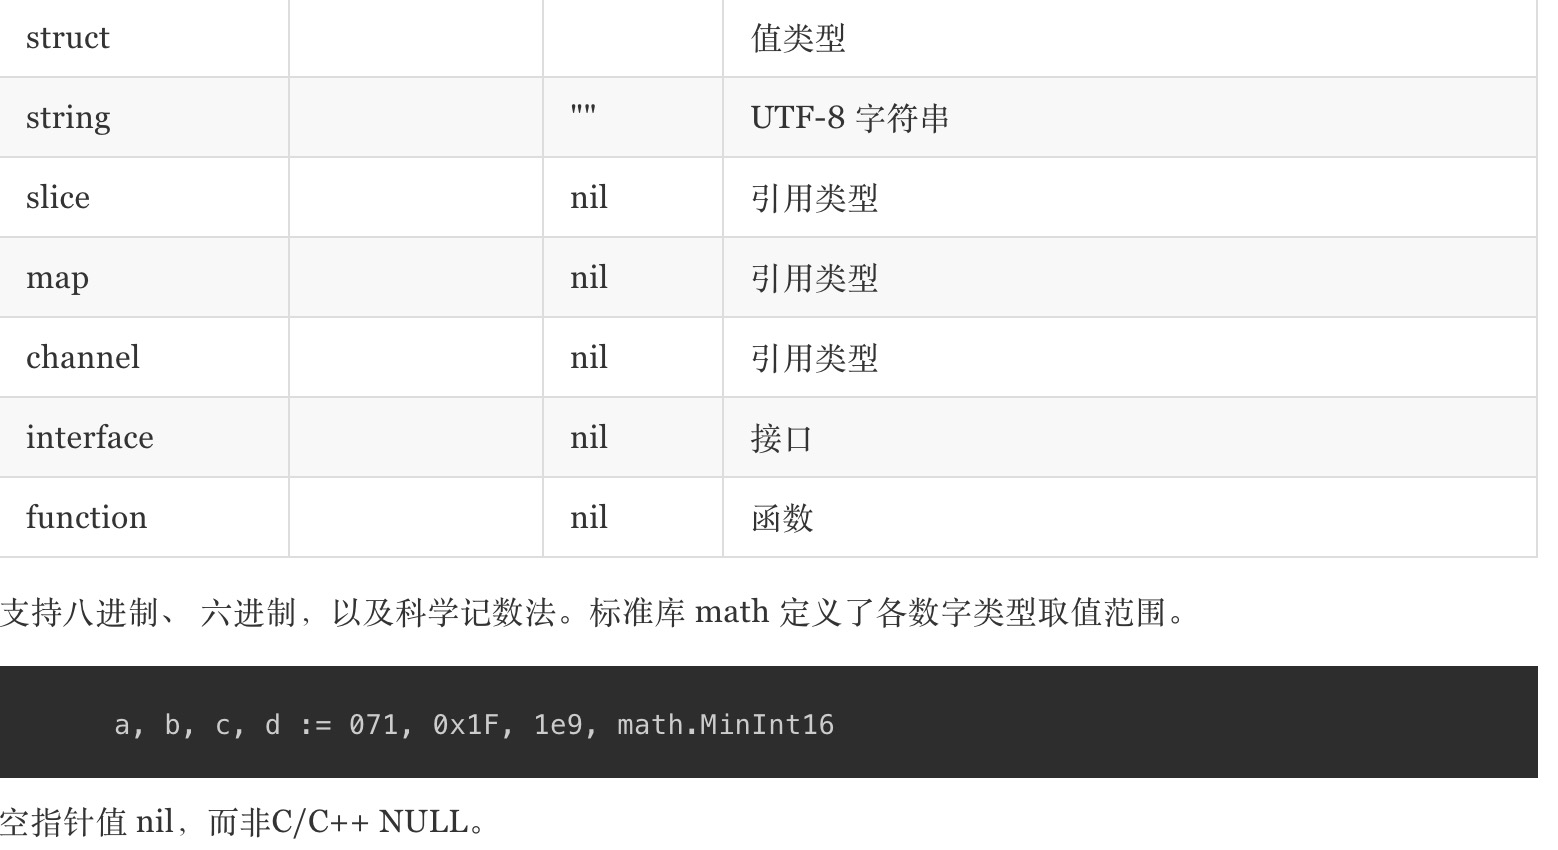 struct 值类型
string "" UTF-8 字符串
slice nil 引用类型
map nil 引用类型
channel nil 引用类型
interface nil 接口
function nil 函数
支持八进制、 六进制，以及科学记数法。标准库 math 定义了各数字类型取值范围。
a, b, c, d := 071, 0x1F, 1e9, math.MinInt16
空指针值 nil，而非C/C++ NULL。